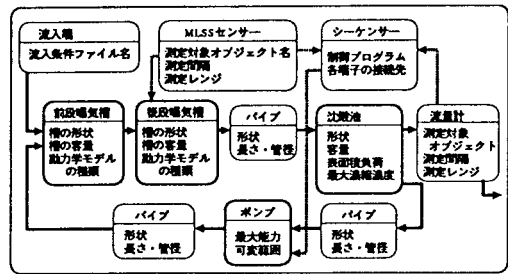 流入端
流入条件ファイル名
MLSSセンサー
測定対象オブジェクト名
測定間隔
測定レンジ
シーケンサー
制御プログラム
各端子の接続先
前段曝気槽
槽の形状
槽の容量
動力学モデル
の種類
後段曝気槽
槽の形状
槽の容量
動力学モデル
の種類
パイプ
形状
長さ・管径
沈殿池
形状
容量
表面積負荷
最大濃縮濃度
流量計
測定対象
オブジェクト
測定間隔
測定レンジ
パイプ
形状
長さ・管径
ポンプ
最大能力
可変範囲
パイプ
形状
長さ・管径